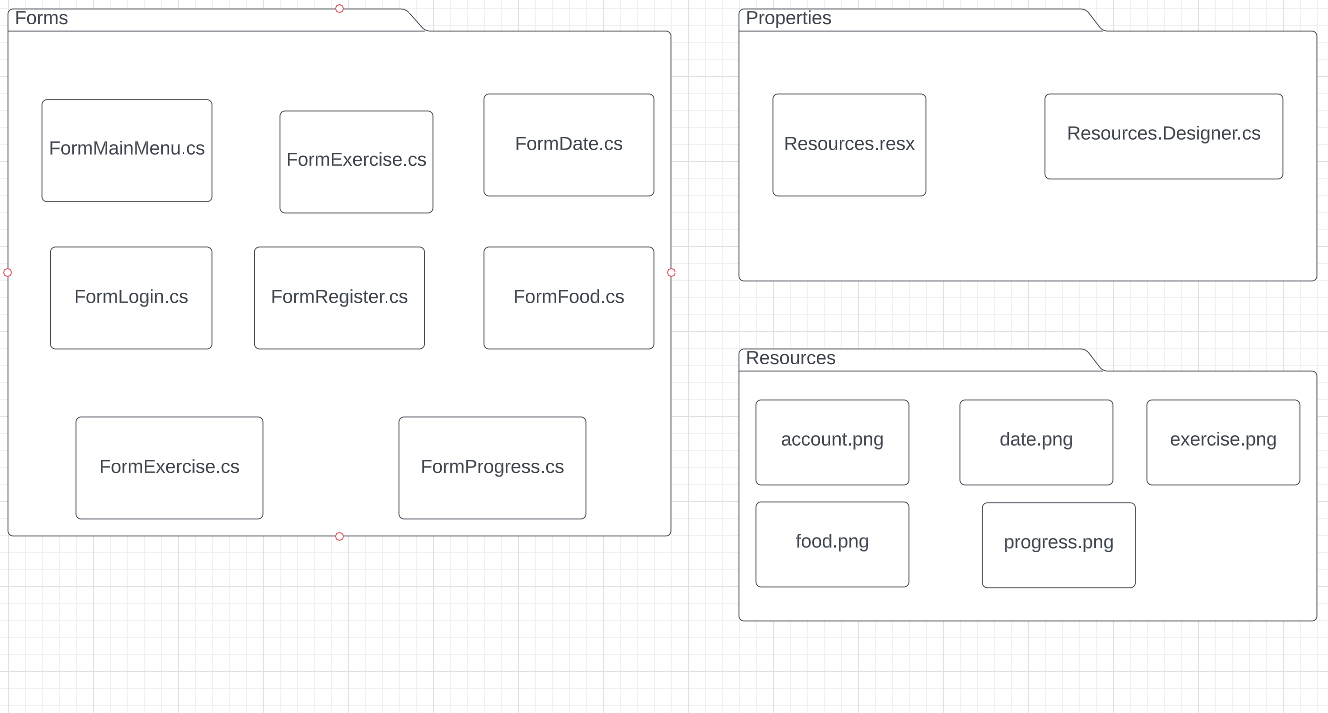 Forms
FormMainMenu.cs
FormExercise.cs
FormDate.cs
FormLogin.cs
FormRegister.cs
FormFood.cs
FormExercise.cs
FormProgress.cs
Properties
Resources.resx
Resources.Designer.cs
Resources
account.png
date.png
exercise.png
food.png
progress.png